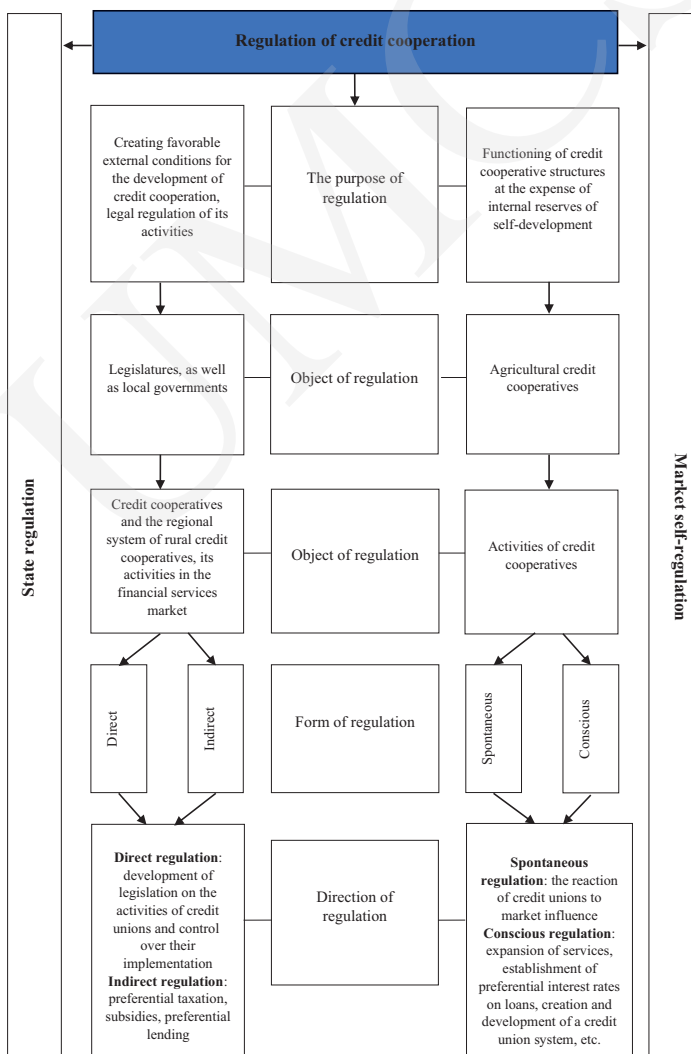 Regulation of credit cooperation
State regulation
Market self-regulation
Creating favorable
external conditions for
the development of
credit cooperation,
legal regulation of its
activities
The purpose of
regulation
Functioning of credit
cooperative structures
at the expense of
internal reserves of
self-development
Legislatures, as well
as local governments
Object of regulation
Agricultural credit
cooperatives
Credit cooperatives
and the regional
system of rural credit
cooperatives, its
activities in the
financial services
market
Object of regulation
Activities of credit
cooperatives
Direct
Indirect
Form of regulation
Spontaneous
Conscious
Direct regulation:
development of
legislation on the
activities of credit
unions and control
over their
implementation
Indirect regulation:
preferential taxation,
subsidies, preferential
lending
Direction of
regulation
Spontaneous
regulation: the reaction
of credit unions to
market influence
Conscious regulation:
expansion of services,
establishment of
preferential interest rates
on loans, creation and
development of a credit
union system, etc.
UMCS